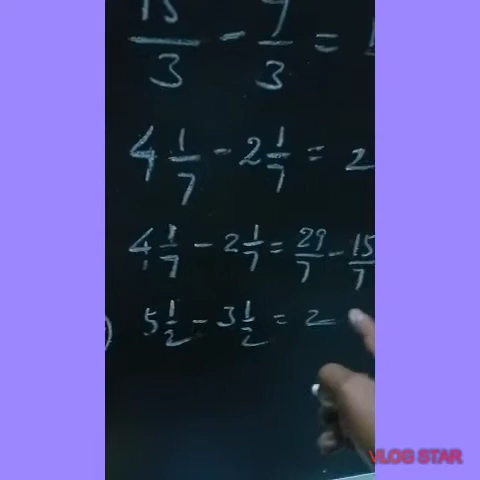 15/3 - 9/3 =
4 1/7 - 2 1/7 = 2
4 1/7 - 2 1/7 = 29/7 - 15/7
) 5 1/2 - 3 1/2 = 2
VLOG STAR